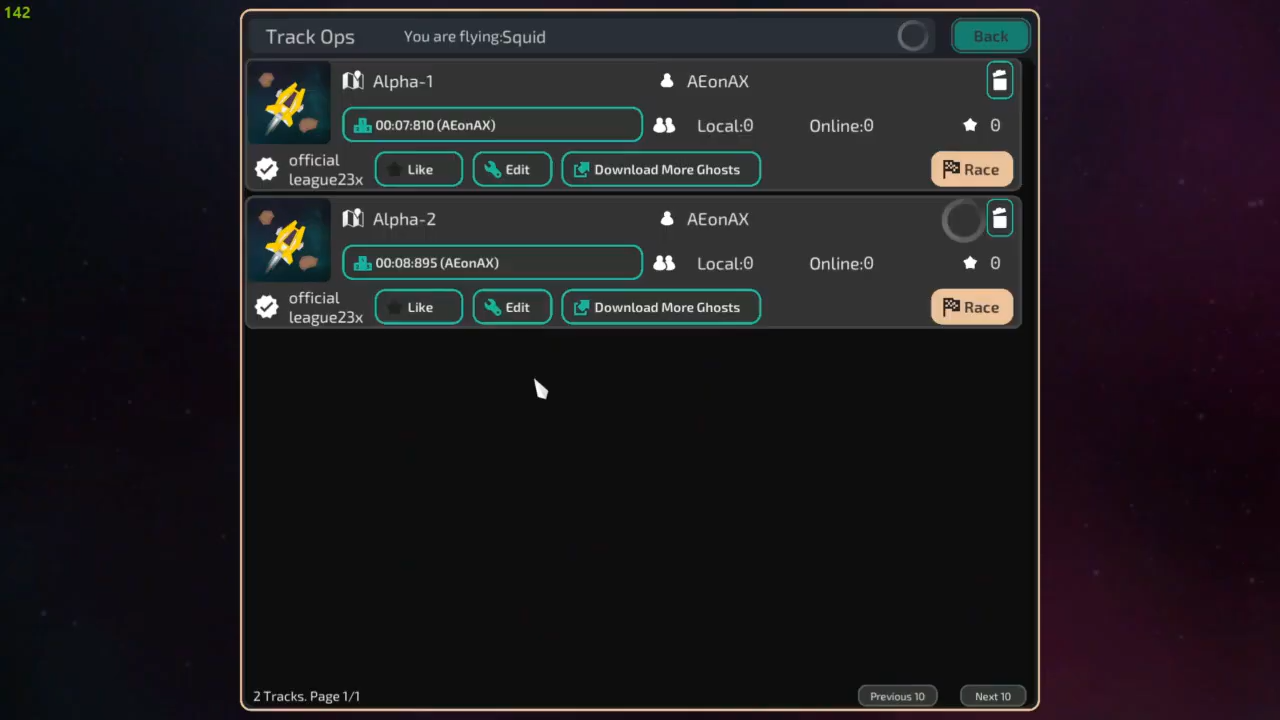 142
Track Ops You are flying:Squid Back
Alpha-1 AEonAX
00:07:810 (AEonAX) Local:0 Online:0 0
official
league23x Like Edit Download More Ghosts Race
Alpha-2 AEonAX
00:08:895 (AEonAX) Local:0 Online:0 0
official
league23x Like Edit Download More Ghosts Race
2 Tracks. Page 1/1 Previous 10 Next 10